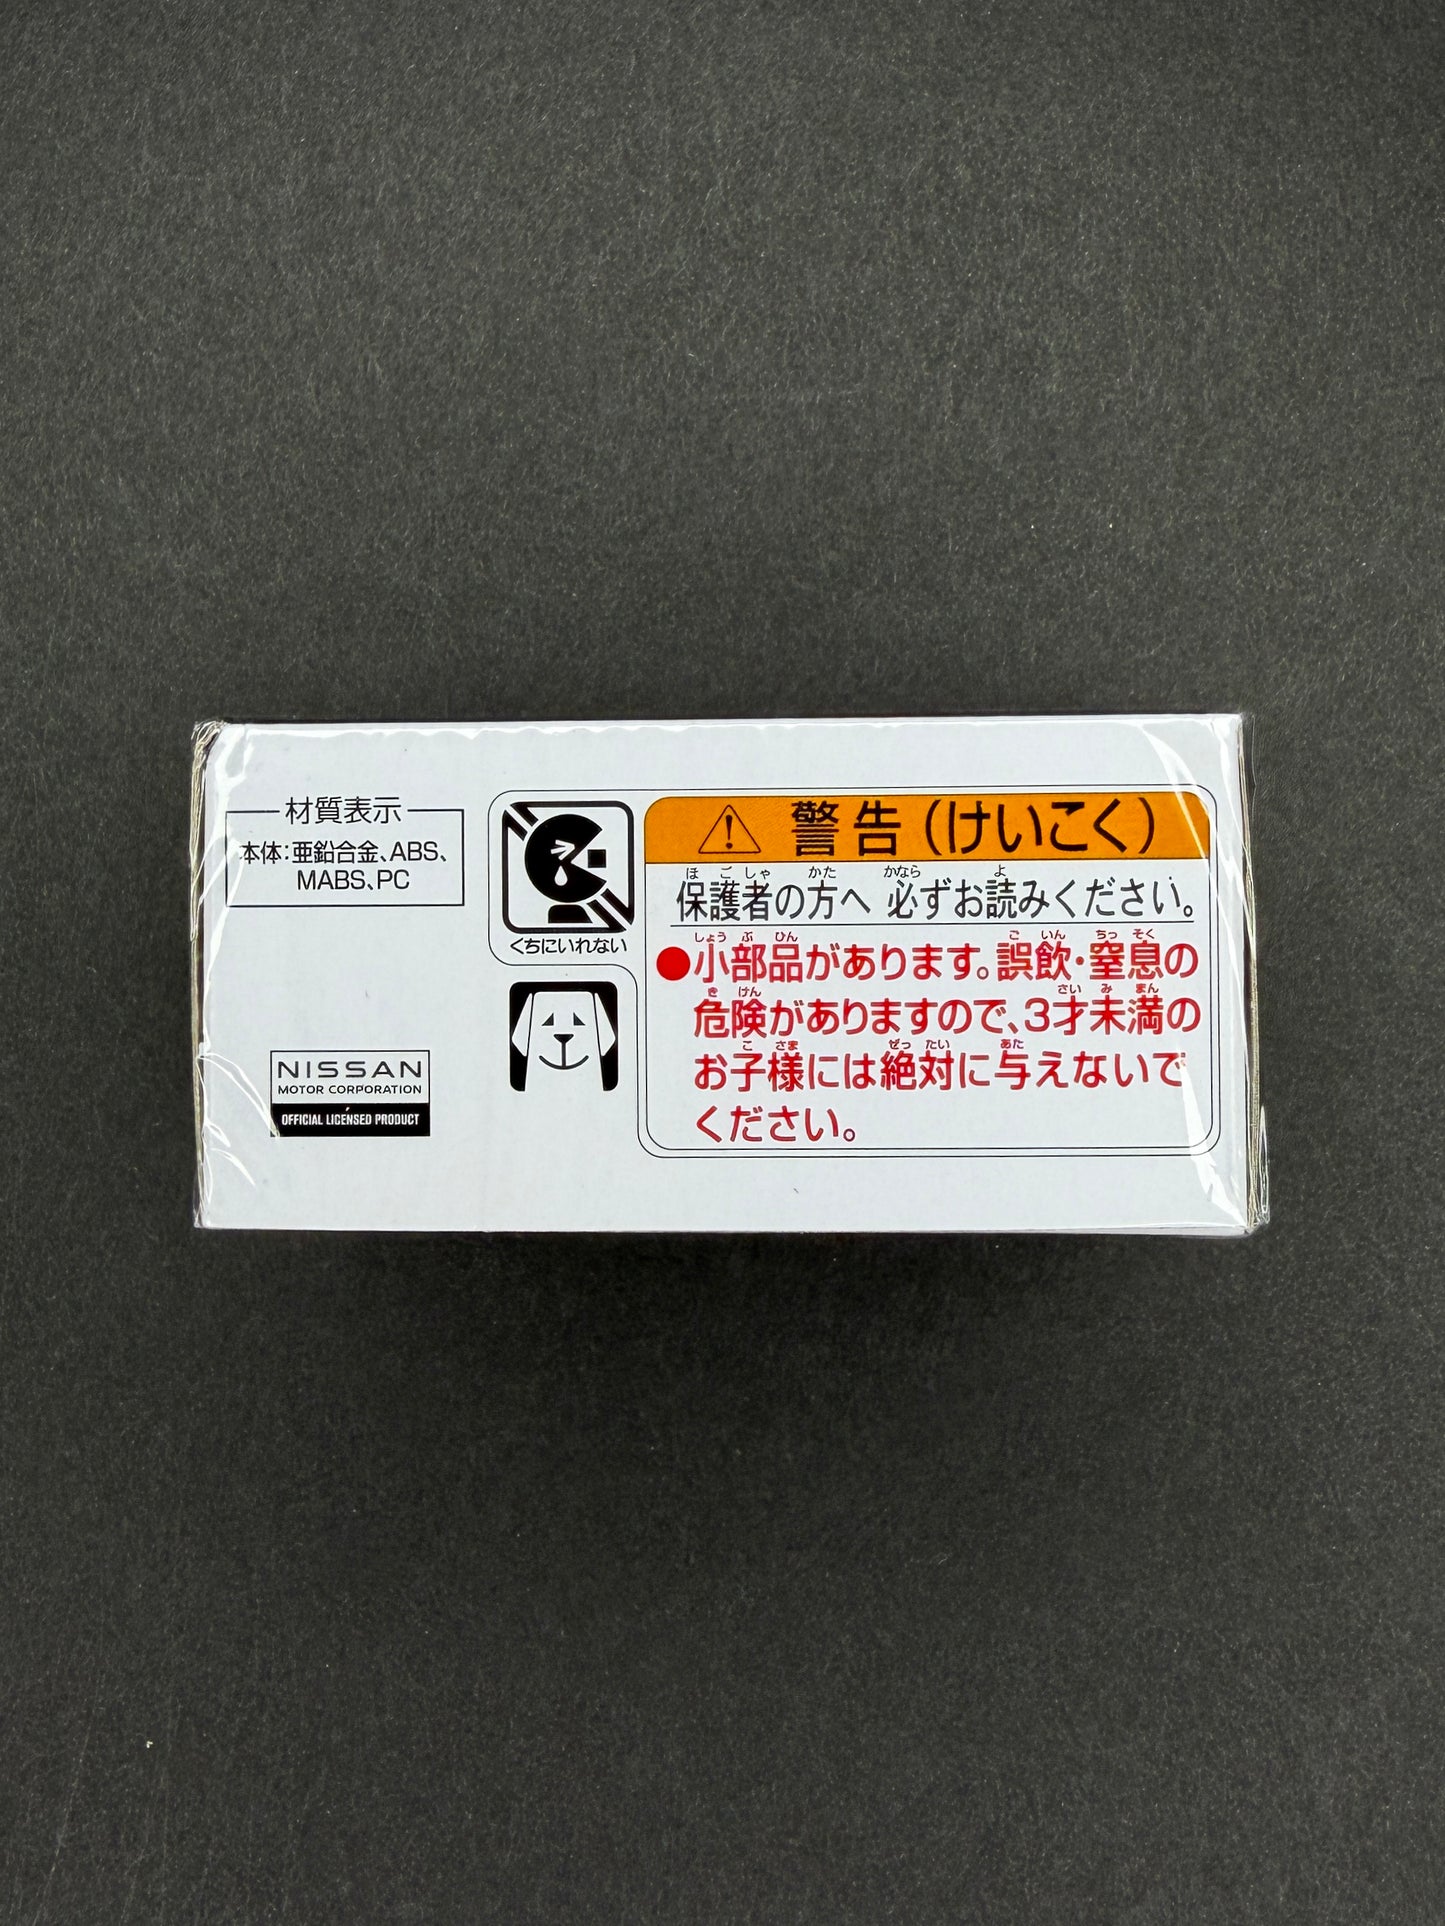 材質表示
本体：亜鉛合金、ABS、
MABS、PC
NISSAN
MOTOR CORPORATION
OFFICIAL LICENSED PRODUCT
くちにいれない
警告（けいこく）
ほ ご しゃ かた かなら よ
保護者の方へ 必ずお読みください。
しょう ぶ ひん ご いん ちっ そく
●小部品があります。誤飲・窒息の
き けん さい み まん
危険がありますので、3才未満の
こ さま ぜっ たい あた
お子様には絶対に与えないで
ください。